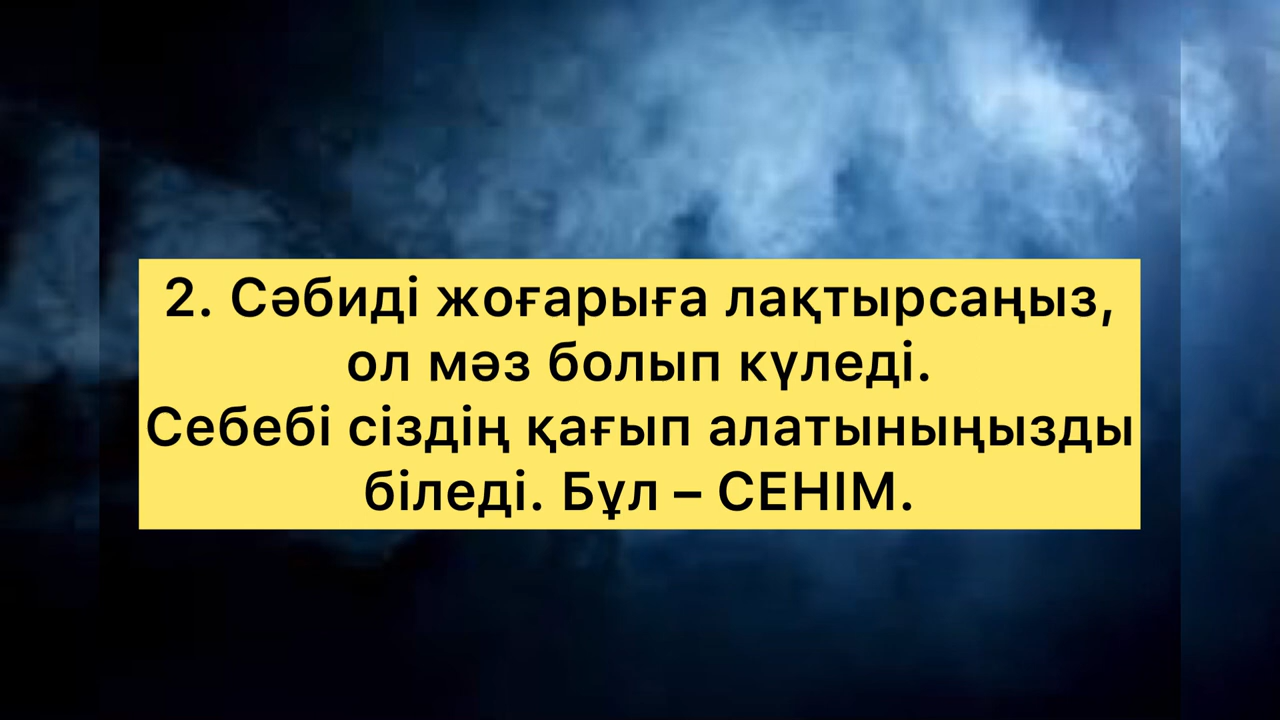 2. Сәбиді жоғарыға лақтырсаңыз,
ол мәз болып күледі.
Себебі сіздің қағып алатыныңызды
біледі. Бұл – СЕНІМ.